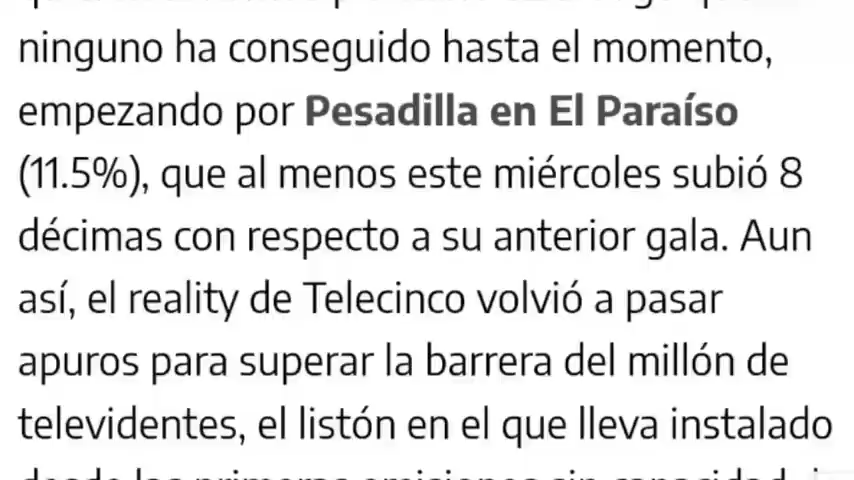 ninguno ha conseguido hasta el momento,
empezando por Pesadilla en El Paraíso
(11.5%), que al menos este miércoles subió 8
décimas con respecto a su anterior gala. Aun
así, el reality de Telecinco volvió a pasar
apuros para superar la barrera del millón de
televidentes, el listón en el que lleva instalado